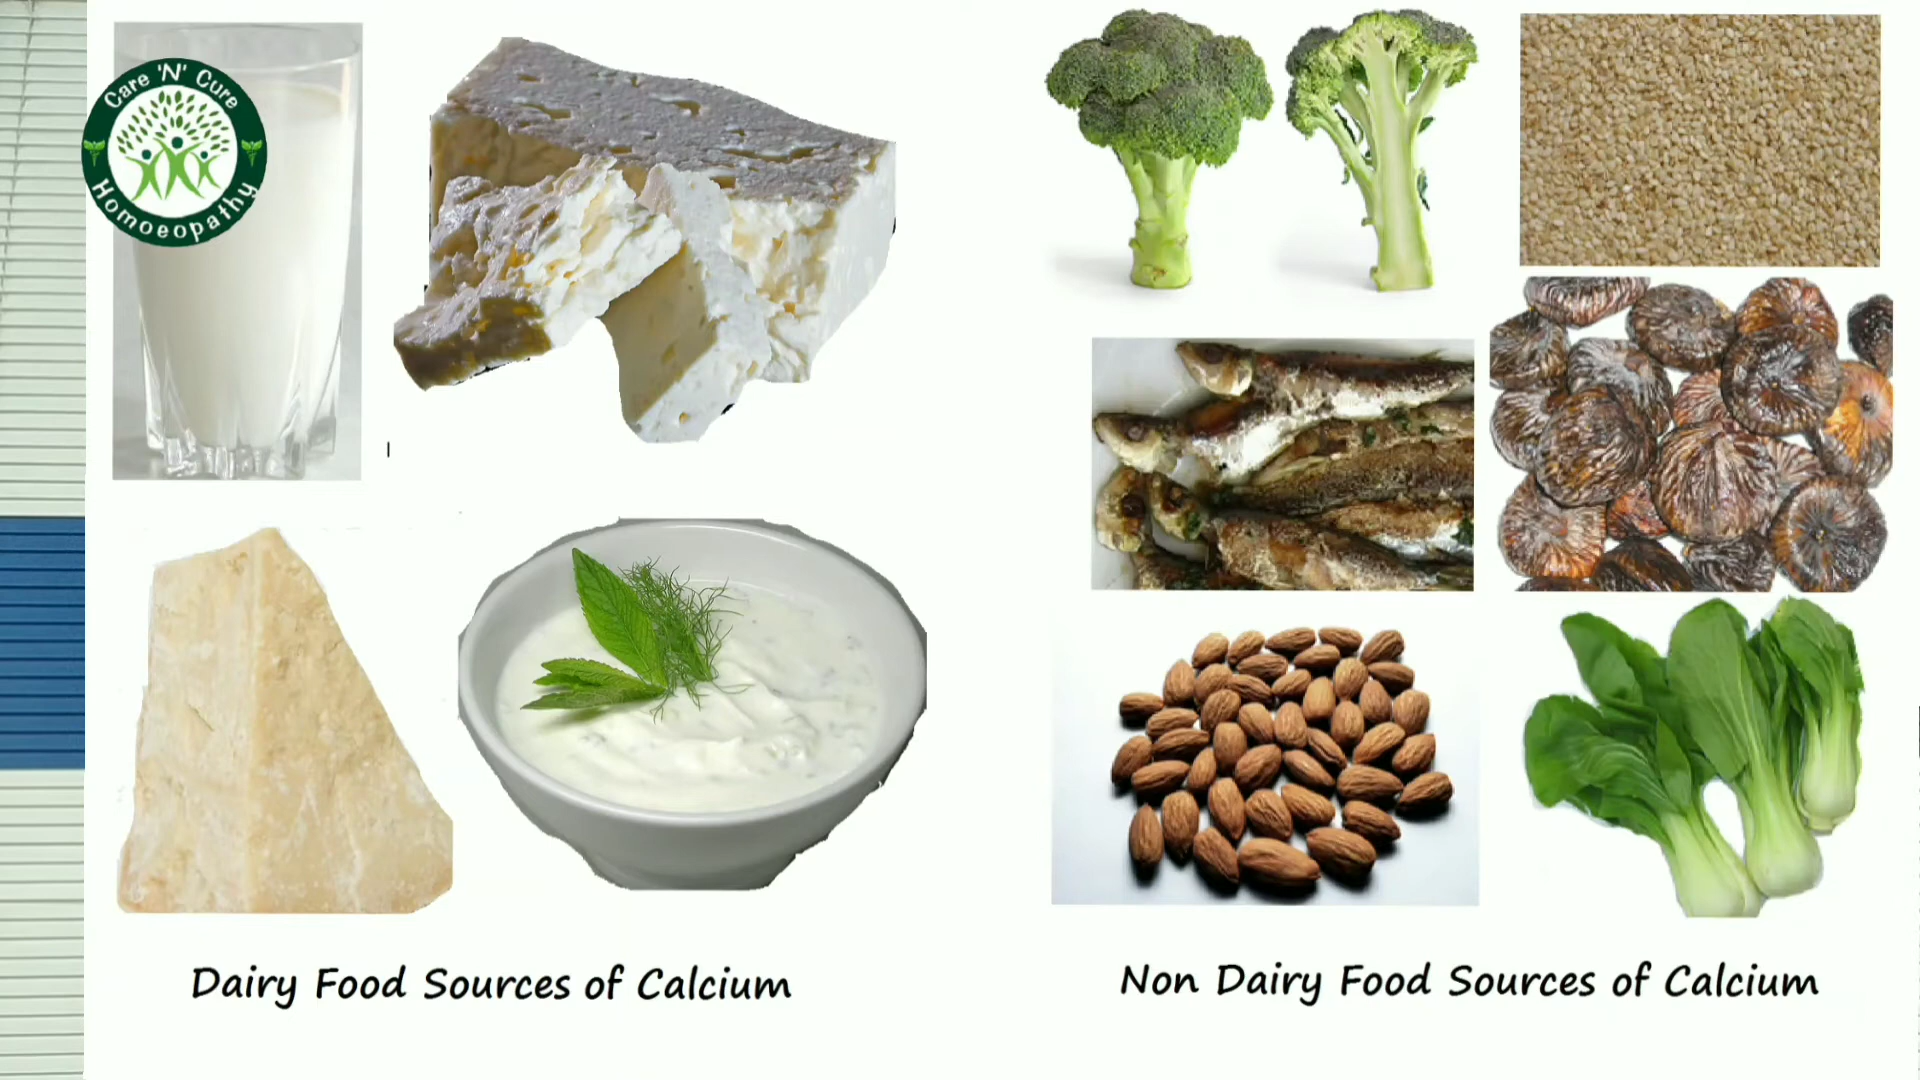 Care 'N' Cure
Homoeopathy
Dairy Food Sources of Calcium
Non Dairy Food Sources of Calcium